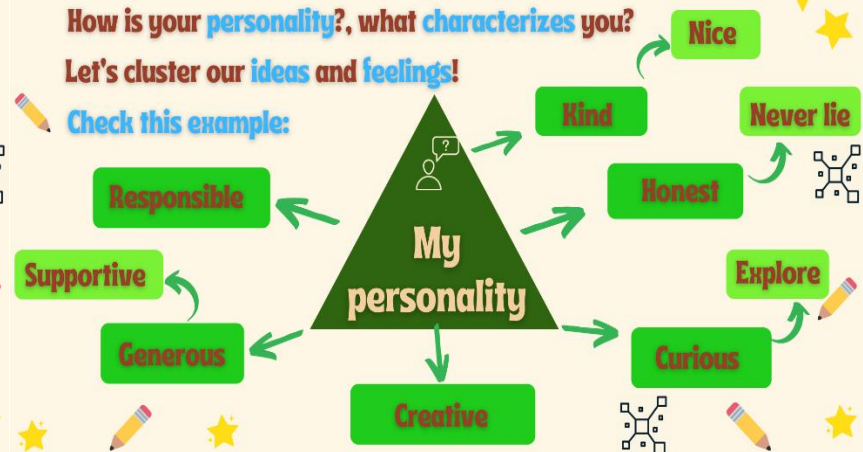 How is your personality?, what characterizes you?
Let's cluster our ideas and feelings!
Check this example:
Nice
Kind
Never lie
Honest
Responsible
?
My
personality
Supportive
Explore
Generous
Curious
Creative